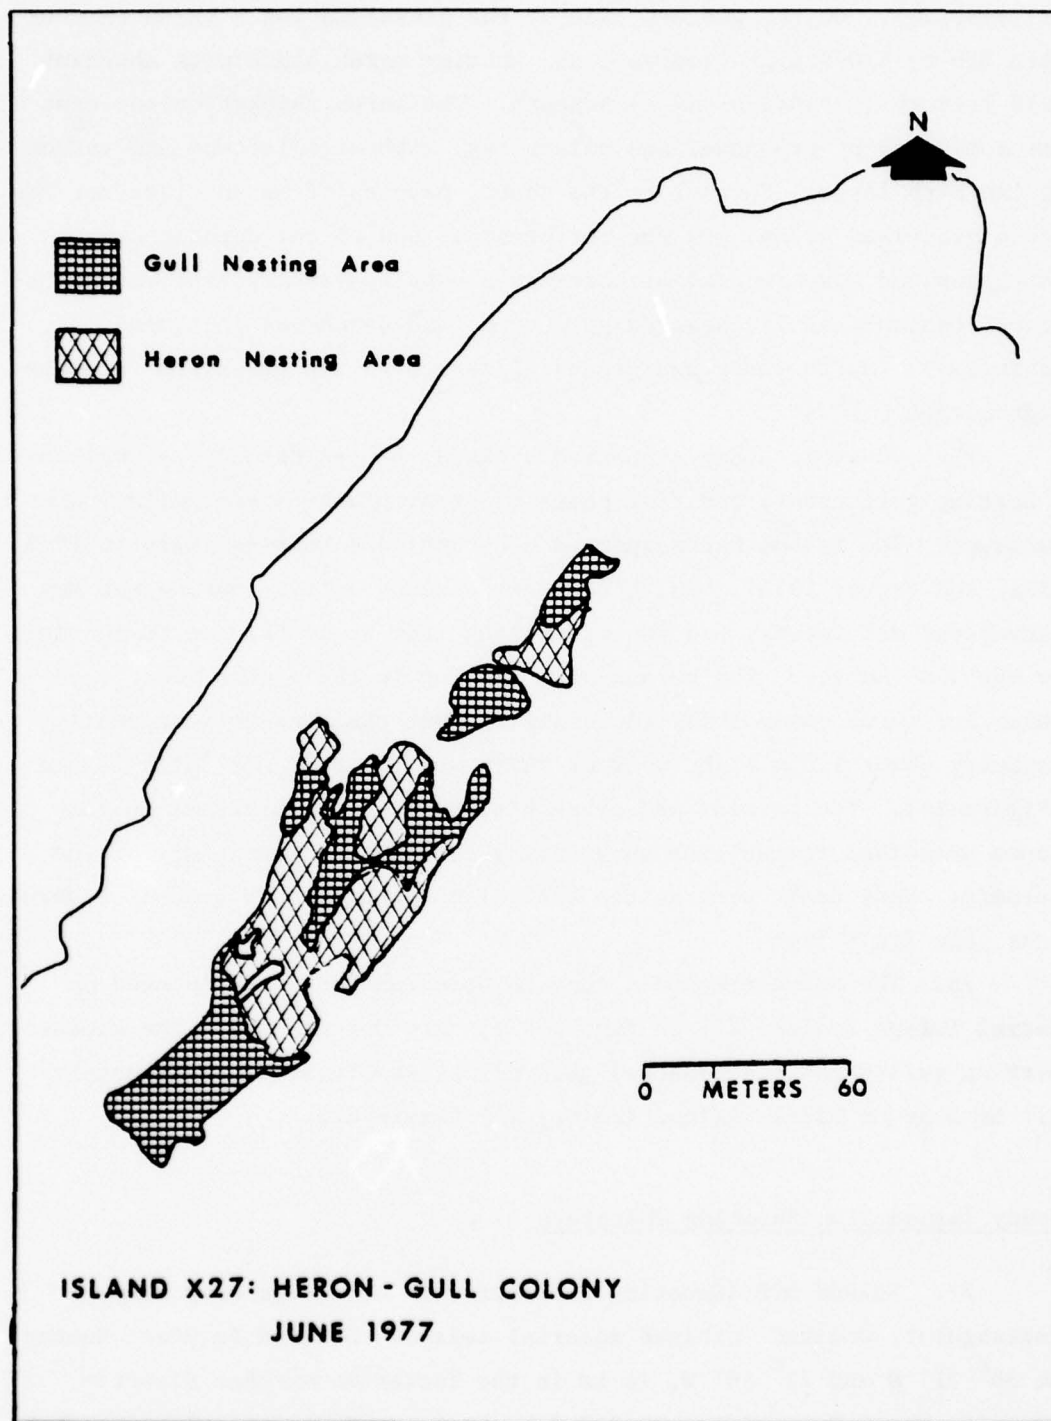 N
Gull Nesting Area
Heron Nesting Area
0 METERS 60
ISLAND X27: HERON - GULL COLONY
JUNE 1977